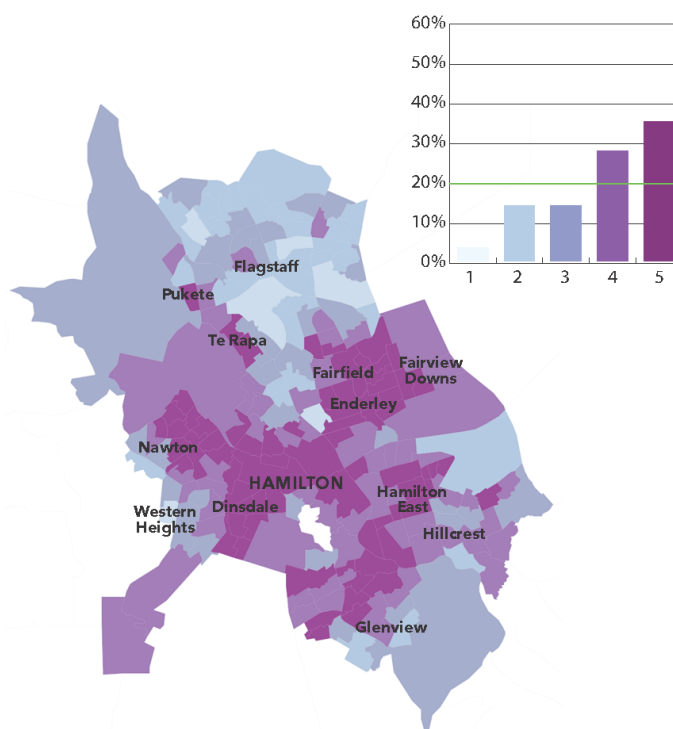 60%
50%
40%
30%
20%
10%
0%
1 2 3 4 5
Flagstaff
Pukete
Te Rapa
Fairfield
Fairview
Downs
Enderley
Nawton
HAMILTON
Hamilton
East
Dinsdale
Western
Heights
Hillcrest
Glenview